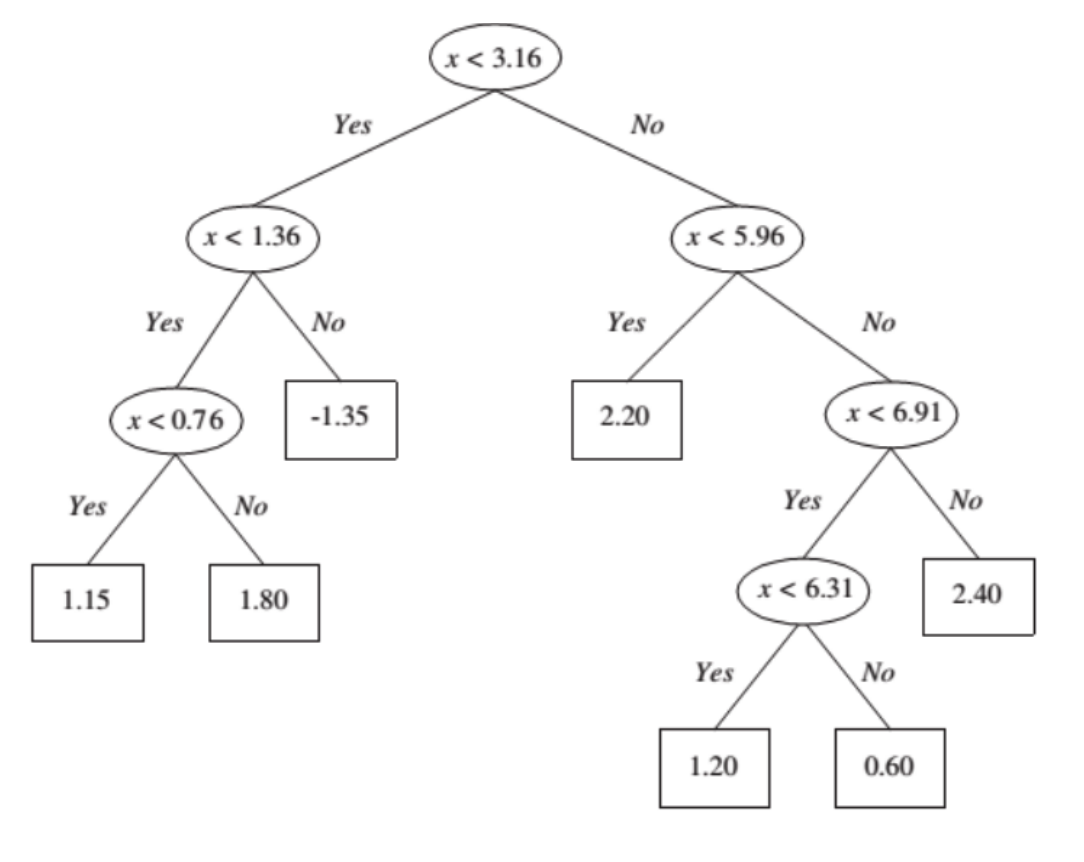 x < 3.16
Yes No
x < 1.36 x < 5.96
Yes No Yes No
x < 0.76 -1.35 2.20 x < 6.91
Yes No Yes No
1.15 1.80 x < 6.31 2.40
Yes No
1.20 0.60